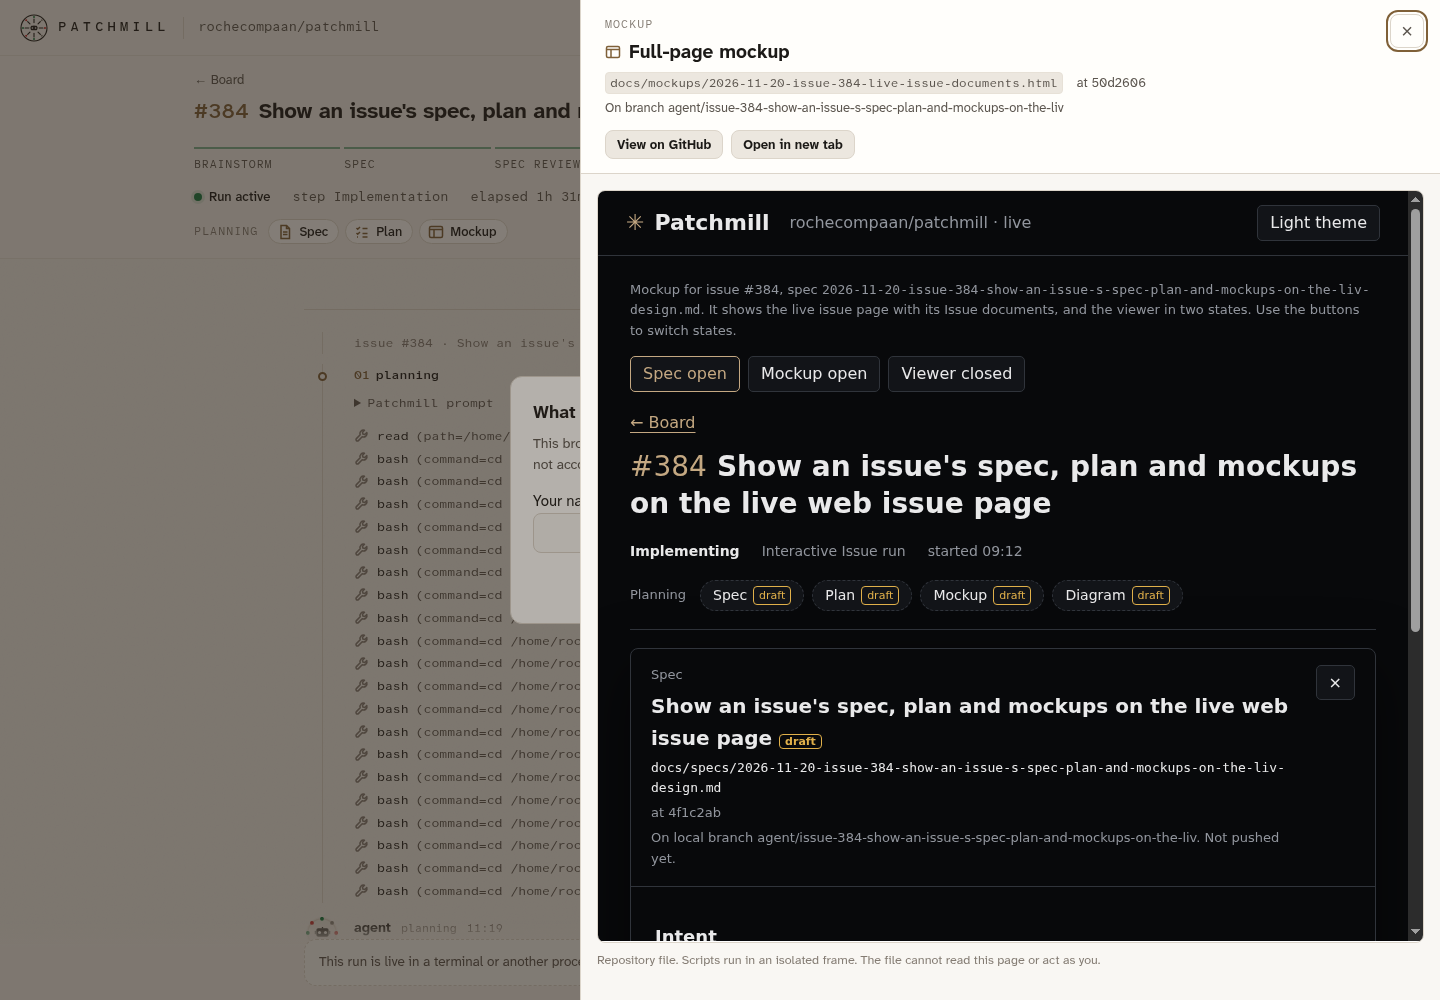 PATCHMILL rochecompaan/patchmill
← Board
#384 Show an issue's spec, plan and
BRAINSTORM SPEC SPEC REVIEW
Run active step Implementation elapsed 1h 31
PLANNING Spec Plan Mockup
issue #384 · Show an issue's
01 planning
▶ Patchmill prompt
read (path=/home/
bash (command=cd
bash (command=cd
bash (command=cd
bash (command=cd
bash (command=cd
bash (command=cd
bash (command=cd
bash (command=cd
bash (command=cd /home/roc
bash (command=cd /home/roc
bash (command=cd /home/roc
bash (command=cd /home/roc
bash (command=cd /home/roc
bash (command=cd /home/roc
bash (command=cd /home/roc
bash (command=cd /home/roc
bash (command=cd /home/roc
bash (command=cd /home/roc
bash (command=cd /home/roc
bash (command=cd /home/roc
agent planning 11:19
This run is live in a terminal or another proc
What
This bro
not acco
Your na
MOCKUP
Full-page mockup
×
docs/mockups/2026-11-20-issue-384-live-issue-documents.html at 50d2606
On branch agent/issue-384-show-an-issue-s-spec-plan-and-mockups-on-the-liv
View on GitHub Open in new tab
Patchmill rochecompaan/patchmill · live Light theme
Mockup for issue #384, spec 2026-11-20-issue-384-show-an-issue-s-spec-plan-and-mockups-on-the-liv-
design.md. It shows the live issue page with its Issue documents, and the viewer in two states. Use the buttons
to switch states.
Spec open Mockup open Viewer closed
← Board
#384 Show an issue's spec, plan and mockups
on the live web issue page
Implementing Interactive Issue run started 09:12
Planning Spec draft Plan draft Mockup draft Diagram draft
Spec
×
Show an issue's spec, plan and mockups on the live web
issue page draft
docs/specs/2026-11-20-issue-384-show-an-issue-s-spec-plan-and-mockups-on-the-liv-
design.md
at 4f1c2ab
On local branch agent/issue-384-show-an-issue-s-spec-plan-and-mockups-on-the-liv. Not pushed
yet.
Intent
Repository file. Scripts run in an isolated frame. The file cannot read this page or act as you.